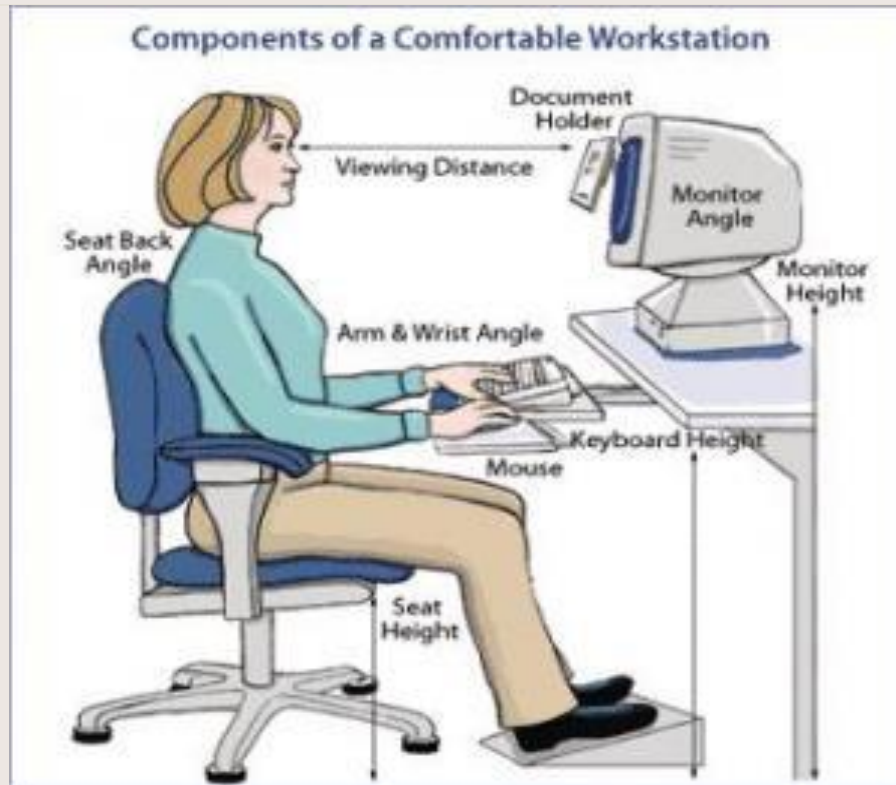 Components of a Comfortable Workstation
Document
Holder
Viewing Distance
Monitor
Angle
Seat Back
Angle
Monitor
Height
Arm & Wrist Angle
Keyboard Height
Mouse
Seat
Height